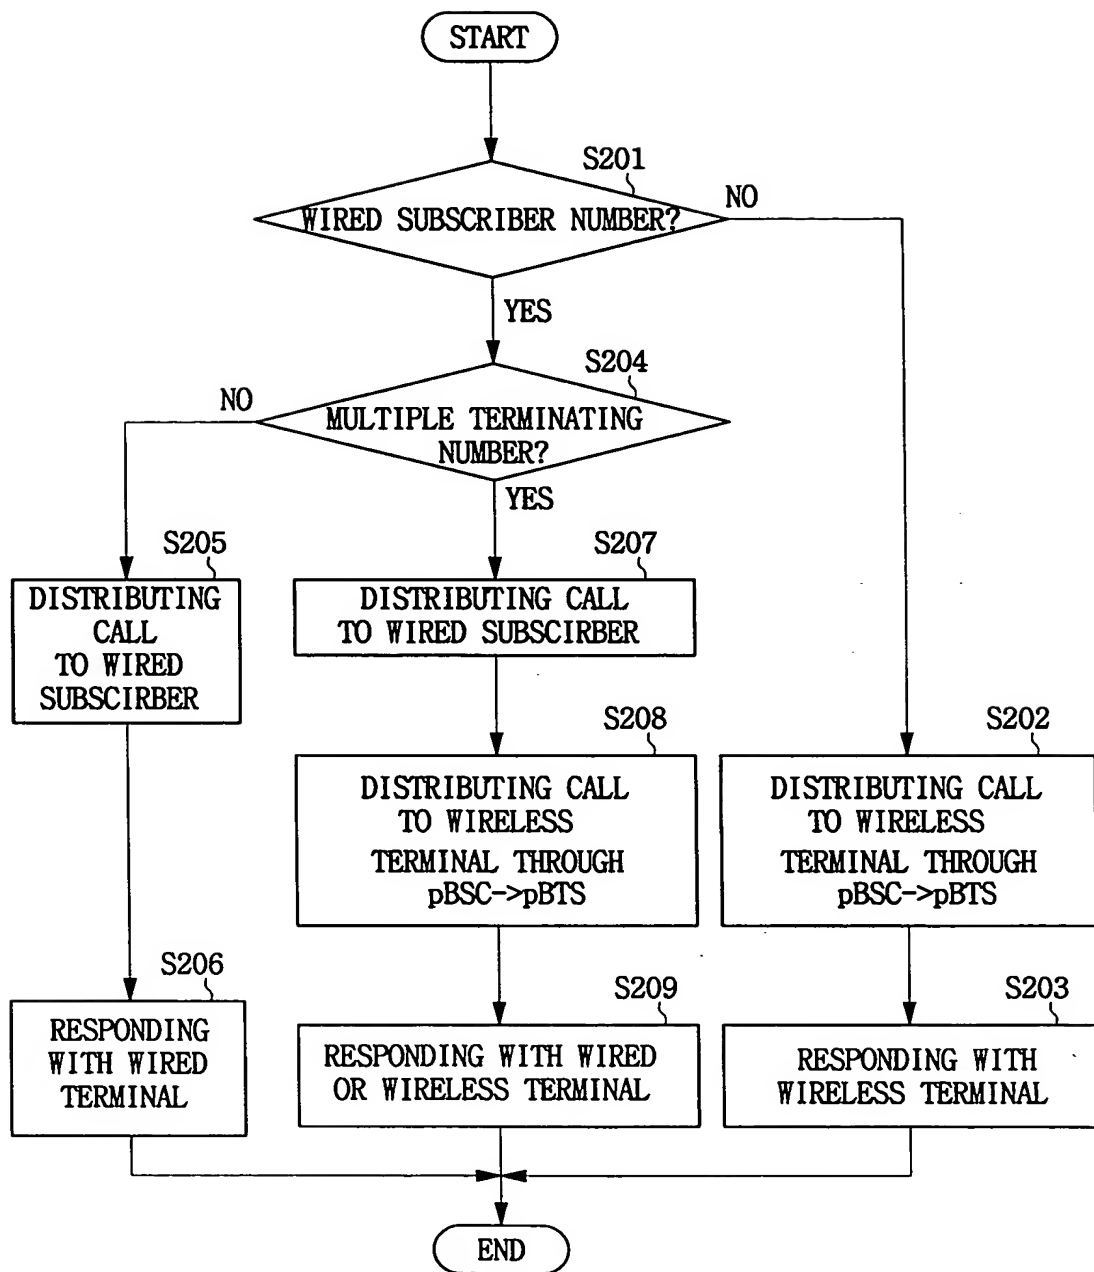 START
S201
WIRED SUBSCRIBER NUMBER?
NO
YES
S204
NO
MULTIPLE TERMINATING
NUMBER?
YES
S205
DISTRIBUTING
CALL
TO WIRED
SUBSCIRBER
S207
DISTRIBUTING CALL
TO WIRED SUBSCIRBER
S208
DISTRIBUTING CALL
TO WIRELESS
TERMINAL THROUGH
pBSC->pBTS
S202
DISTRIBUTING CALL
TO WIRELESS
TERMINAL THROUGH
pBSC->pBTS
S206
RESPONDING
WITH WIRED
TERMINAL
S209
RESPONDING WITH WIRED
OR WIRELESS TERMINAL
S203
RESPONDING WITH
WIRELESS TERMINAL
END